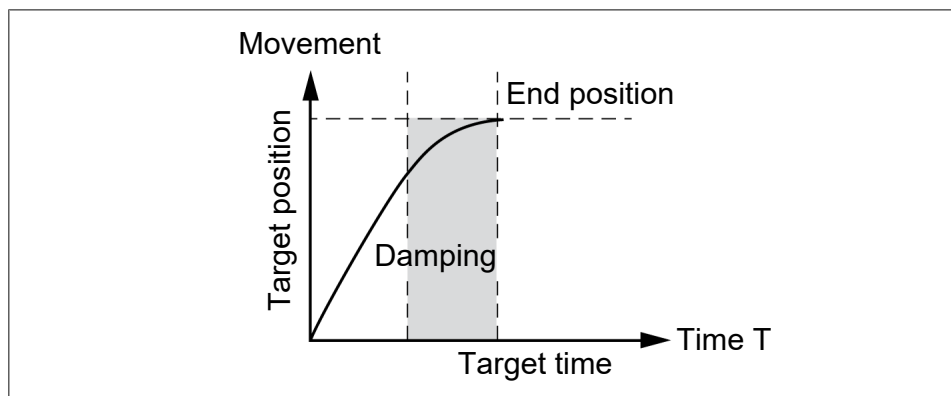 Movement
End position
Target position
Damping
Time T
Target time